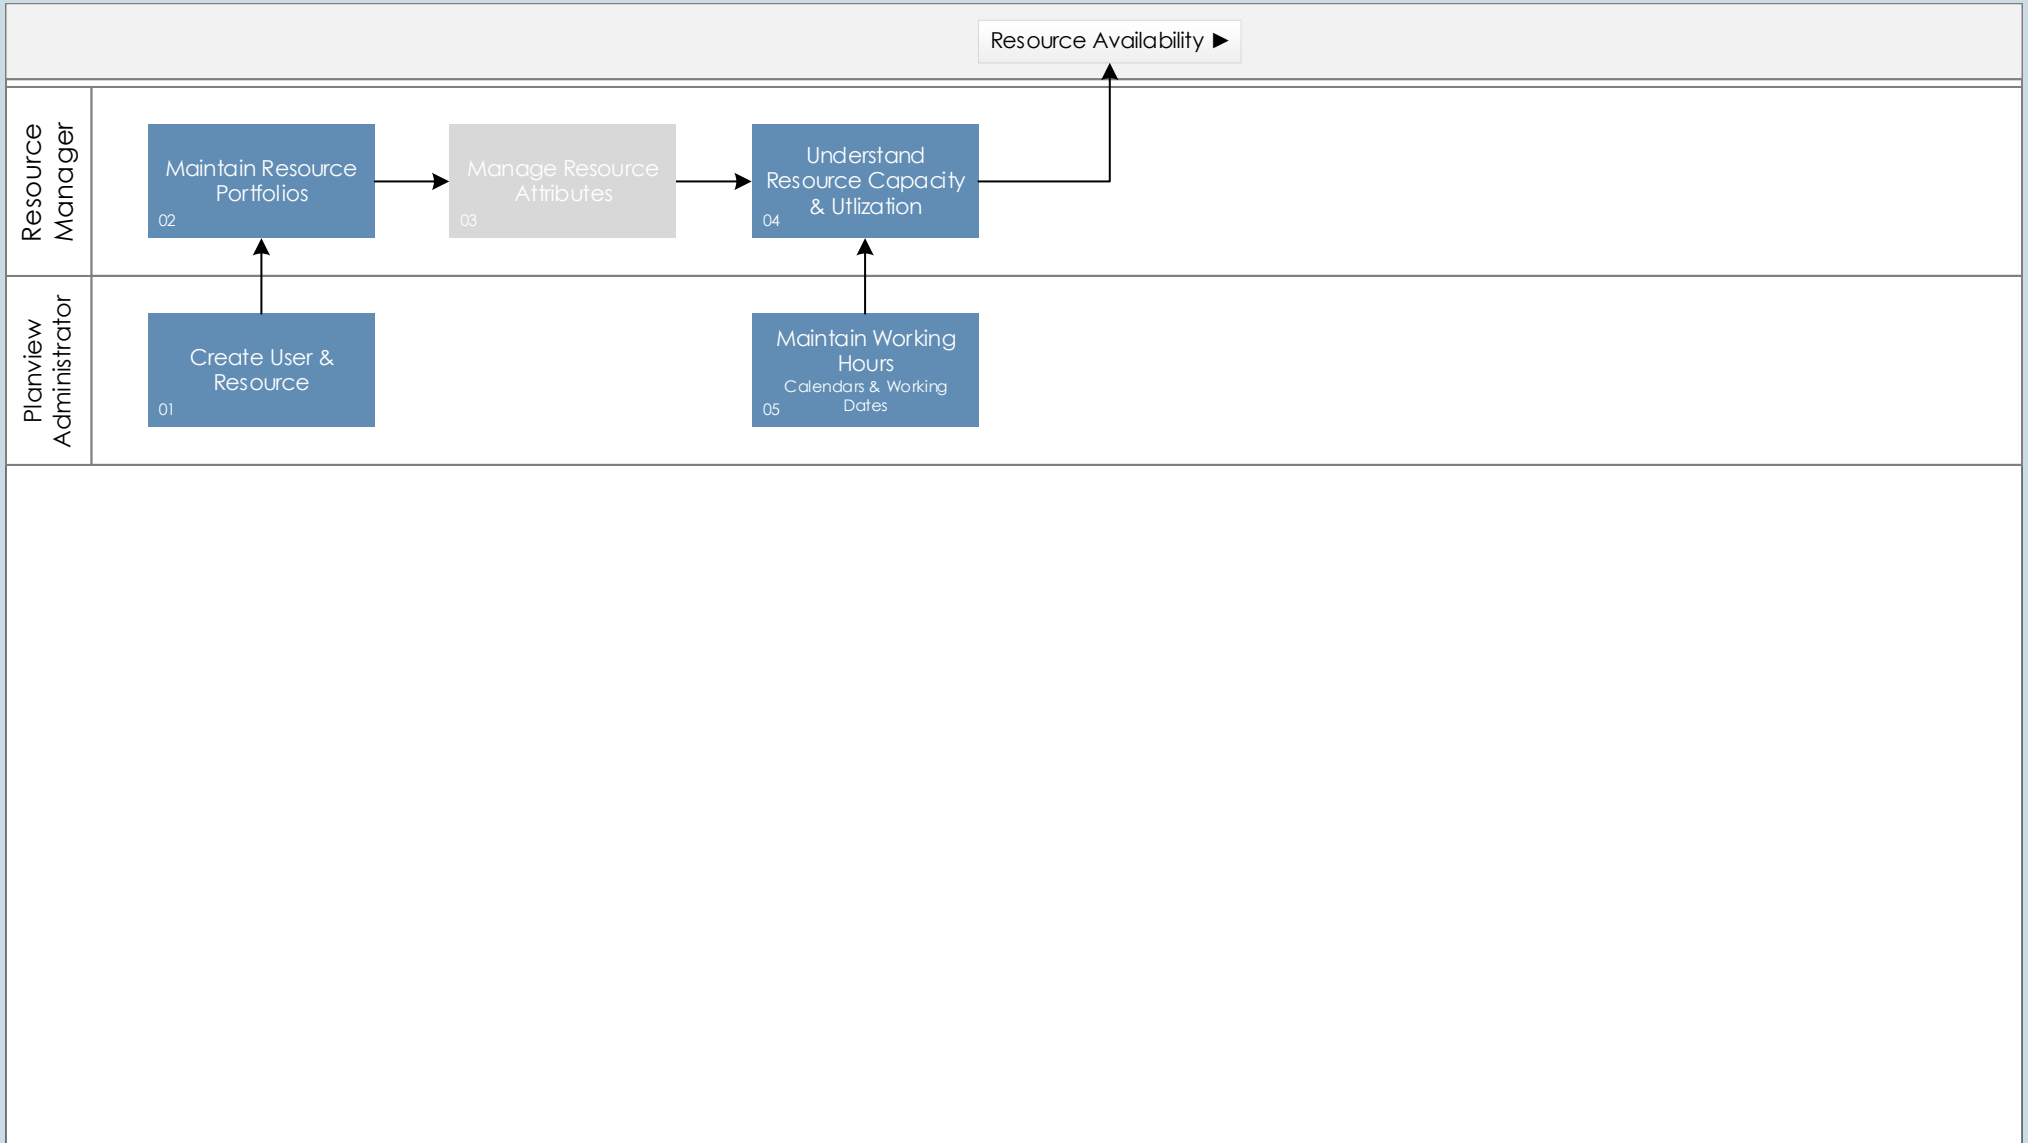 Resource Availability ►
Resource
Manager
Maintain Resource
Portfolios
02
Manage Resource
Attributes
03
Understand
Resource Capacity
& Utlization
04
Planview
Administrator
Create User &
Resource
01
Maintain Working
Hours
Calendars & Working
Dates
05